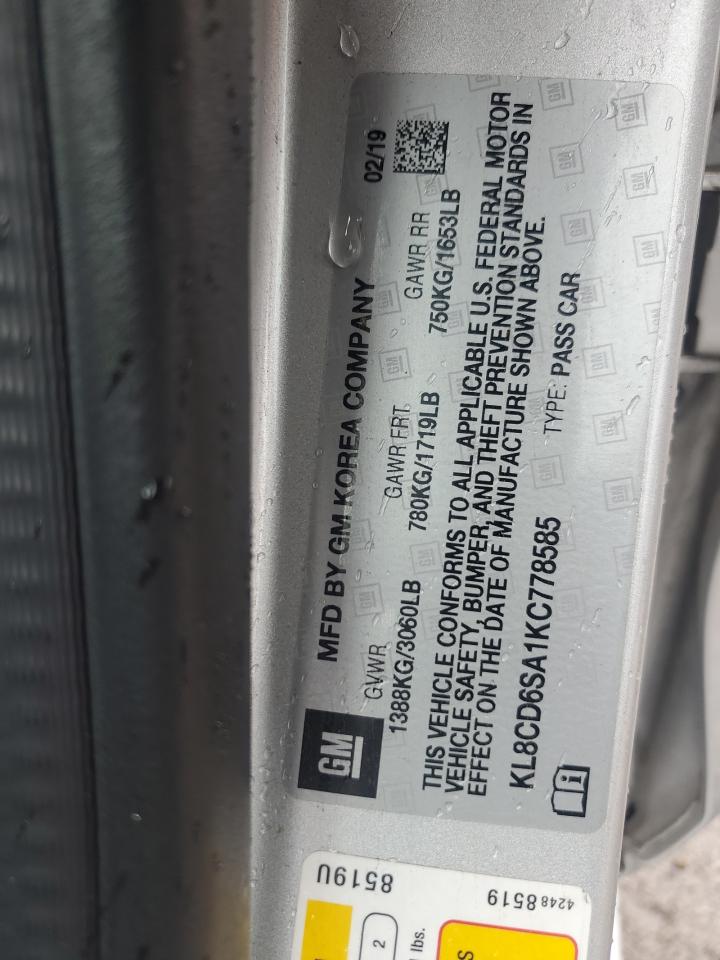 GM
MFD BY GM KOREA COMPANY 02/19
GVWR GAWR FRT GAWR RR
1388KG/3060LB 780KG/1719LB 750KG/1653LB
THIS VEHICLE CONFORMS TO ALL APPLICABLE U.S. FEDERAL MOTOR
VEHICLE SAFETY, BUMPER, AND THEFT PREVENTION STANDARDS IN
EFFECT ON THE DATE OF MANUFACTURE SHOWN ABOVE.
KL8CD6SA1KC778585 TYPE: PASS CAR
8519U
4248 8519
2
lbs.
S